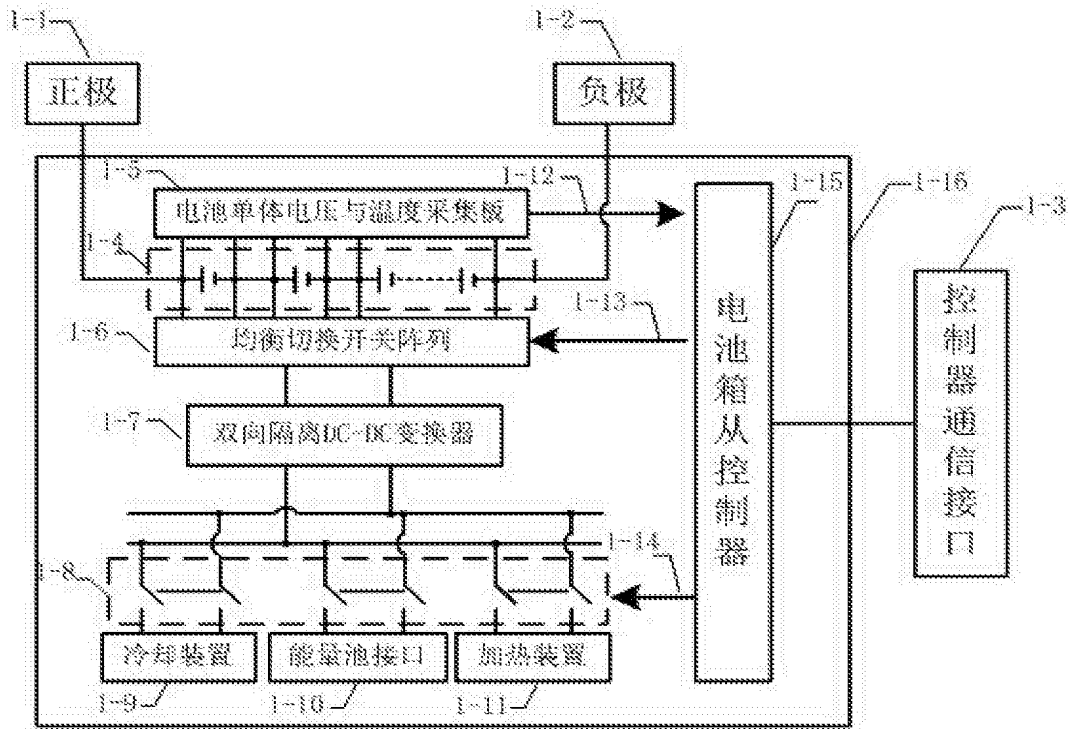 1-1
1-2
正极
负极
1-5
1-12
1-15
1-16
1-3
电池单体电压与温度采集板
1-4
1-13
1-6
均衡切换开关阵列
1-7
双向隔离DC-DC变换器
电池箱从控制器
控制器通信接口
1-14
1-8
冷却装置
能量池接口
加热装置
1-9
1-10
1-11